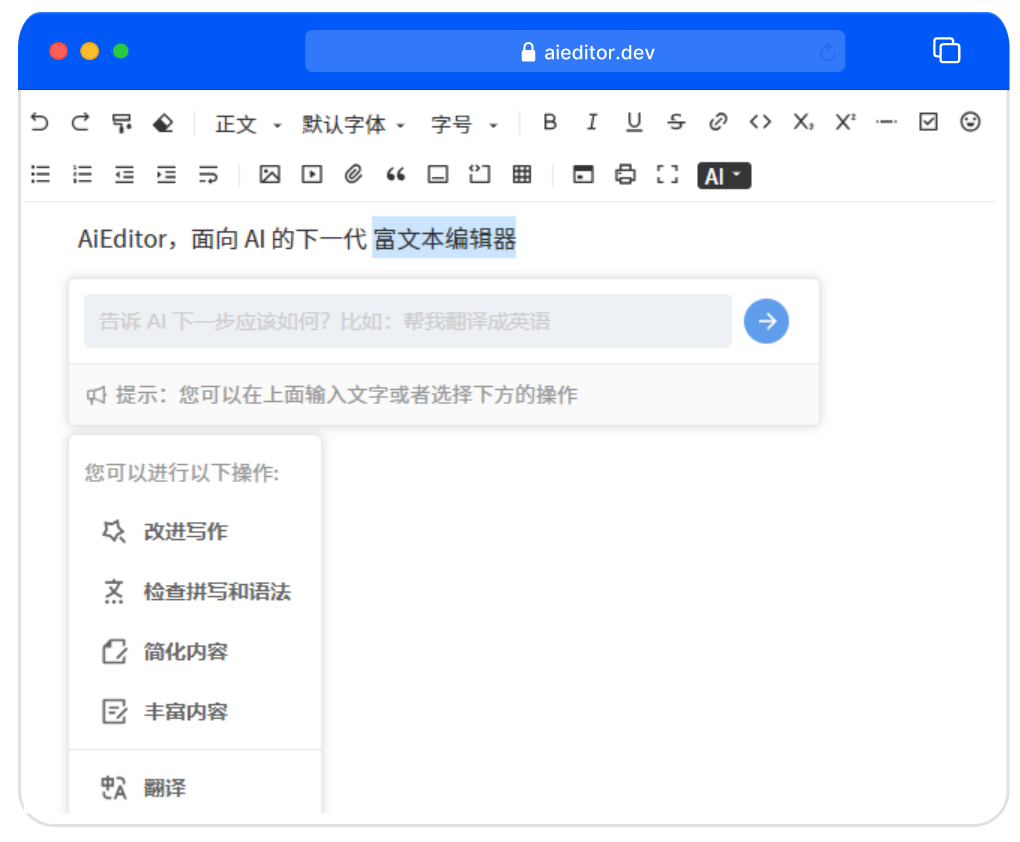 aieditor.dev
正文 默认字体 字号 B I U S X₂ X²
AI
AiEditor，面向 AI 的下一代 富文本编辑器
告诉 AI 下一步应该如何？比如：帮我翻译成英语
提示：您可以在上面输入文字或者选择下方的操作
您可以进行以下操作:
改进写作
检查拼写和语法
简化内容
丰富内容
翻译